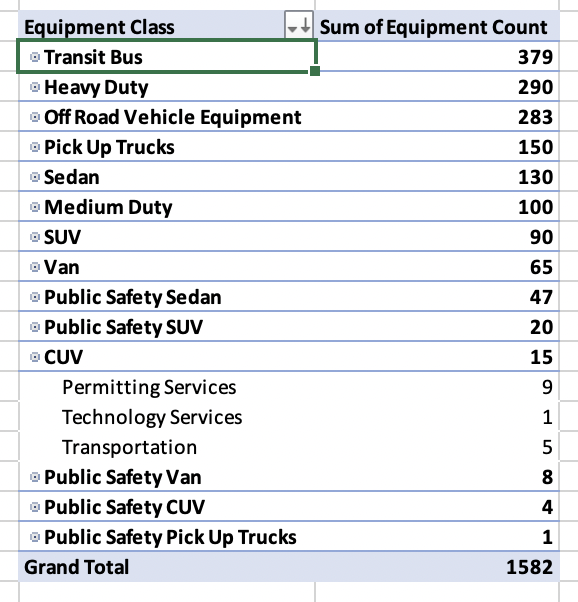 Equipment Class Sum of Equipment Count
Transit Bus 379
Heavy Duty 290
Off Road Vehicle Equipment 283
Pick Up Trucks 150
Sedan 130
Medium Duty 100
SUV 90
Van 65
Public Safety Sedan 47
Public Safety SUV 20
CUV 15
Permitting Services 9
Technology Services 1
Transportation 5
Public Safety Van 8
Public Safety CUV 4
Public Safety Pick Up Trucks 1
Grand Total 1582